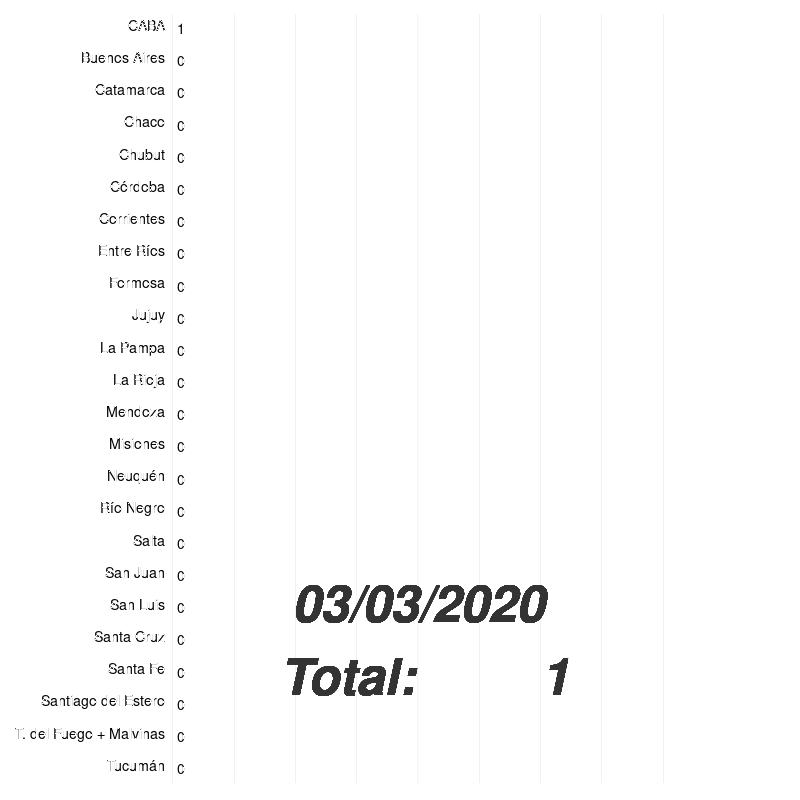 CABA 1
Buenos Aires 0
Catamarca 0
Chaco 0
Chubut 0
Córdoba 0
Corrientes 0
Entre Ríos 0
Formosa 0
Jujuy 0
La Pampa 0
La Rioja 0
Mendoza 0
Misiones 0
Neuquén 0
Río Negro 0
Salta 0
San Juan 0
San Luis 0
Santa Cruz 0
Santa Fe 0
Santiago del Estero 0
T. del Fuego + Malvinas 0
Tucumán 0
03/03/2020
Total: 1